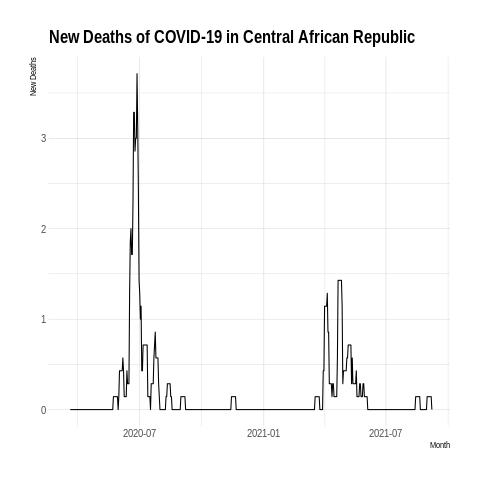 New Deaths of COVID-19 in Central African Republic
New Deaths
3
2
1
0
2020-07
2021-01
2021-07
Month